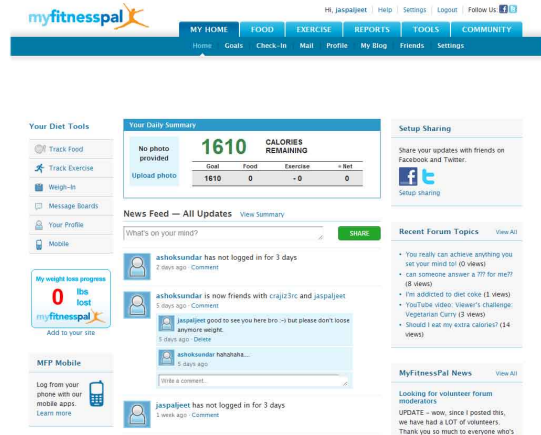 myfitnesspal
Hi, jaspaljeet | Help | Settings | Logout | Follow Us
MY HOME FOOD EXERCISE REPORTS TOOLS COMMUNITY
Home Goals Check-In Mail Profile My Blog Friends Settings
Your Diet Tools
Track Food
Track Exercise
Weigh-In
Message Boards
Your Profile
Mobile
My weight loss progress
0 lbs lost
myfitnesspal
Add to your site
MFP Mobile
Log from your
phone with our
mobile apps.
Learn more
Your Daily Summary
No photo
provided
Upload photo
1610 CALORIES
REMAINING
Goal Food Exercise = Net
1610 0 - 0 0
News Feed — All Updates View Summary
What's on your mind? SHARE
ashoksundar has not logged in for 3 days
2 days ago · Comment
ashoksundar is now friends with crajiz3rc and jaspaljeet
5 days ago · Comment
jaspaljeet good to see you here bro :-) but please don't loose
anymore weight.
5 days ago · Delete
ashoksundar hahahaha...
5 days ago
Write a comment..
jaspaljeet has not logged in for 3 days
1 week ago · Comment
Setup Sharing
Share your updates with friends on
Facebook and Twitter.
Setup sharing
Recent Forum Topics View All
• You really can achieve anything you
set your mind to! (0 views)
• can someone answer a ??? for me??
(8 views)
• I'm addicted to diet coke (1 views)
• YouTube video: Viewer's challenge:
Vegetarian Curry (3 views)
• Should I eat my extra calories? (14
views)
MyFitnessPal News View All
Looking for volunteer forum
moderators
UPDATE - wow, since I posted this,
we have had a LOT of volunteers.
Thank you so much to everyone who's